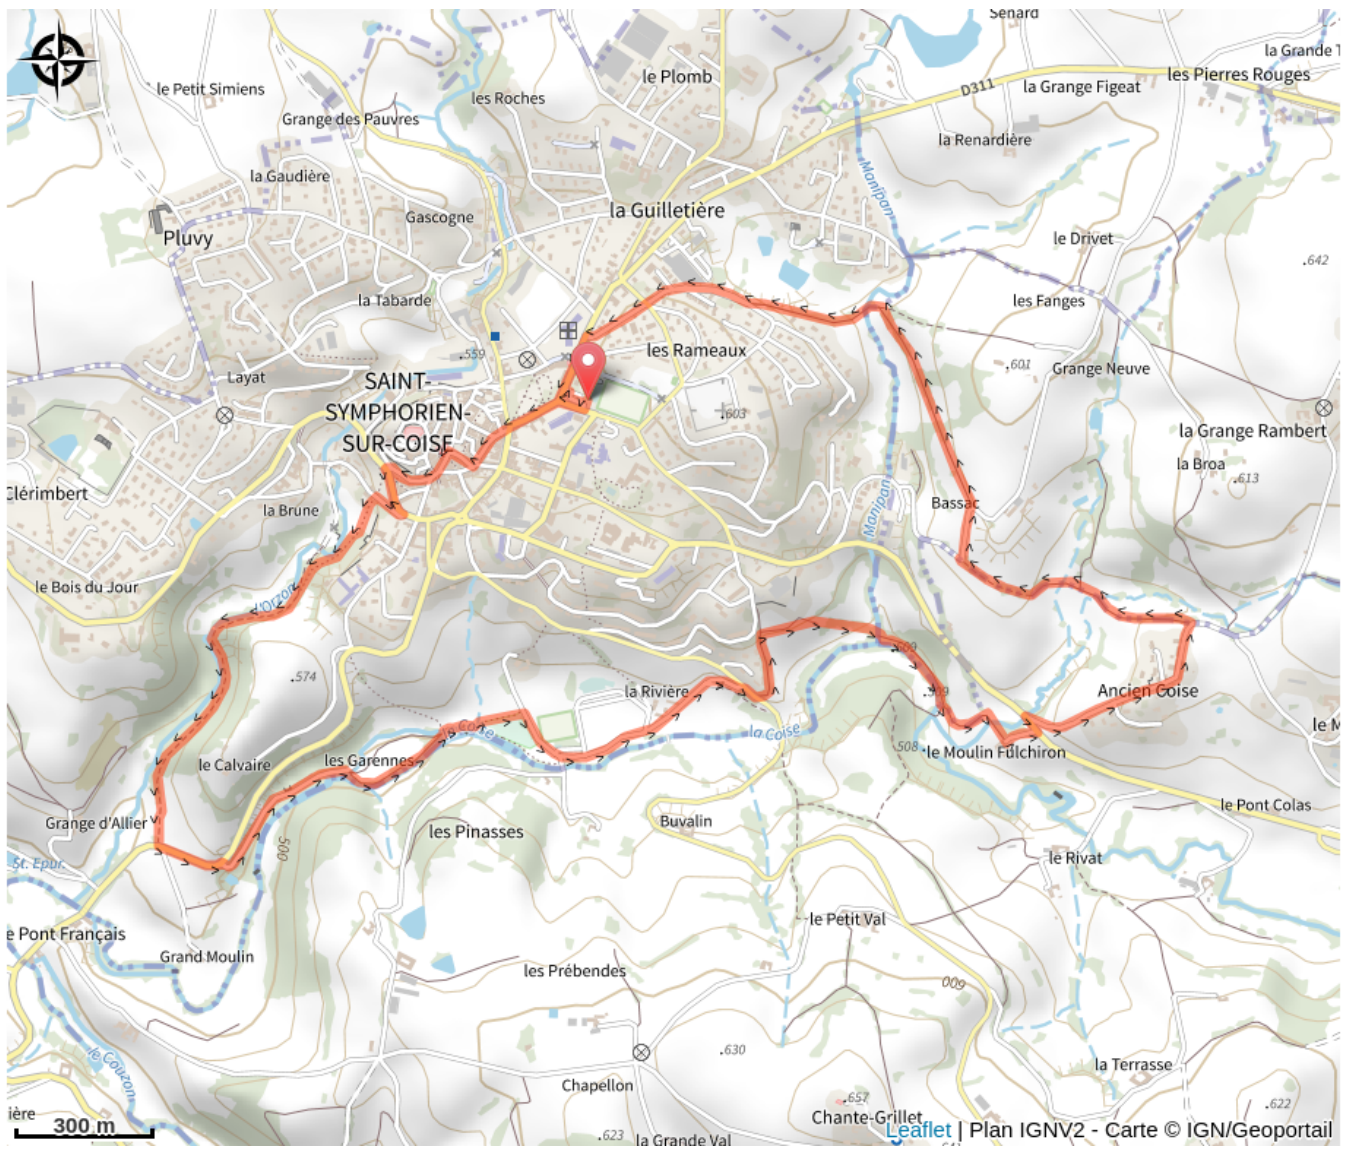 Senard
la Grande T
les Pierres Rouges
le Plomb
D311
la Grange Figeat
le Petit Simiens
les Roches
Grange des Pauvres
la Renardière
la Gaudière
Manipan
la Guilletière
Gascogne
Pluvy
le Drivet
.642
la Tabarde
les Fanges
.559
les Rameaux
.601
Grange Neuve
Layat
SAINT-
SYMPHORIEN-
SUR-COISE
.603
la Grange Rambert
la Broa
.613
Clérimbert
la Brune
Bassac
Manipan
le Bois du Jour
l'Orzon
.574
la Rivière
Ancien Coise
la Coise
le M
508
le Moulin Fulchiron
le Calvaire
les Garennes
le Pont Colas
Grange d'Allier
les Pinasses
Buvalin
500
St. Epur.
le Rivat
le Petit Val
e Pont Français
Grand Moulin
les Prébendes
600
le Couzon
.630
la Terrasse
Chapellon
.657
Chante-Grillet
.622
ière
300 m
.623
la Grande Val
Leaflet | Plan IGNV2 - Carte © IGN/Geoportail